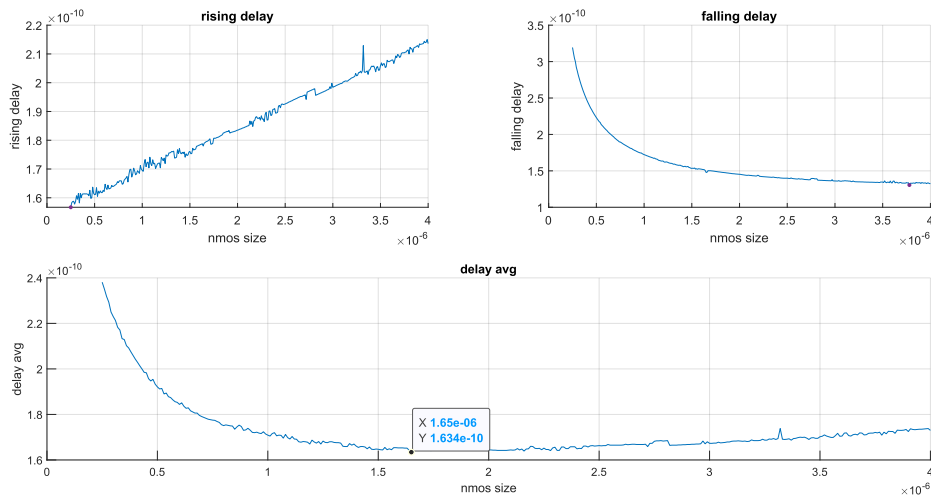 rising delay
×10^-10
2.2
2.1
2
1.9
1.8
1.7
1.6
rising delay
0 0.5 1 1.5 2 2.5 3 3.5 4
nmos size
×10^-6
falling delay
×10^-10
3.5
3
2.5
2
1.5
1
falling delay
0 0.5 1 1.5 2 2.5 3 3.5 4
nmos size
×10^-6
delay avg
×10^-10
2.4
2.2
2
1.8
1.6
delay avg
X 1.65e-06
Y 1.634e-10
0 0.5 1 1.5 2 2.5 3 3.5 4
nmos size
×10^-6